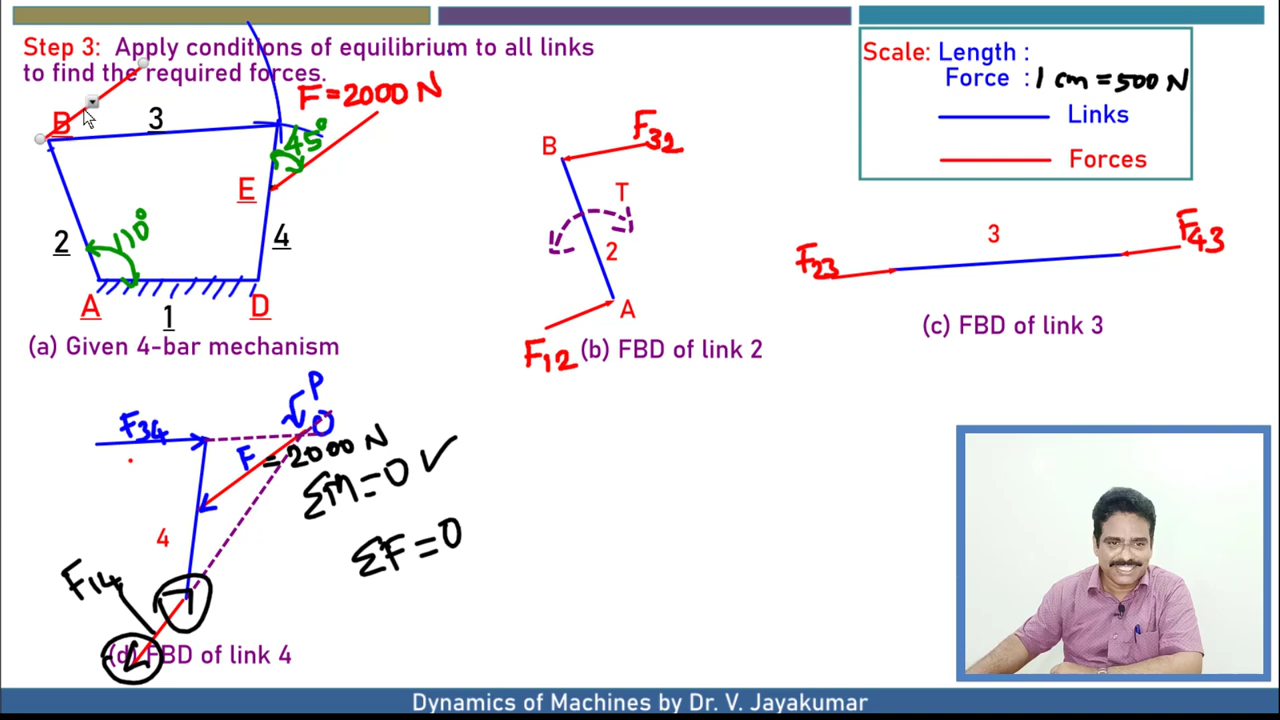 Step 3: Apply conditions of equilibrium to all links
to find the required forces.
F = 2000 N
B
3
45°
E
110°
2
4
A
1
D
(a) Given 4-bar mechanism
B
F32
T
2
A
F12
(b) FBD of link 2
Scale: Length :
Force : 1 cm = 500 N
Links
Forces
3
F43
F23
(c) FBD of link 3
P
O
F34
F = 2000 N
ΣM = 0 ✓
ΣF = 0
4
F14
(d) FBD of link 4
Dynamics of Machines by Dr. V. Jayakumar